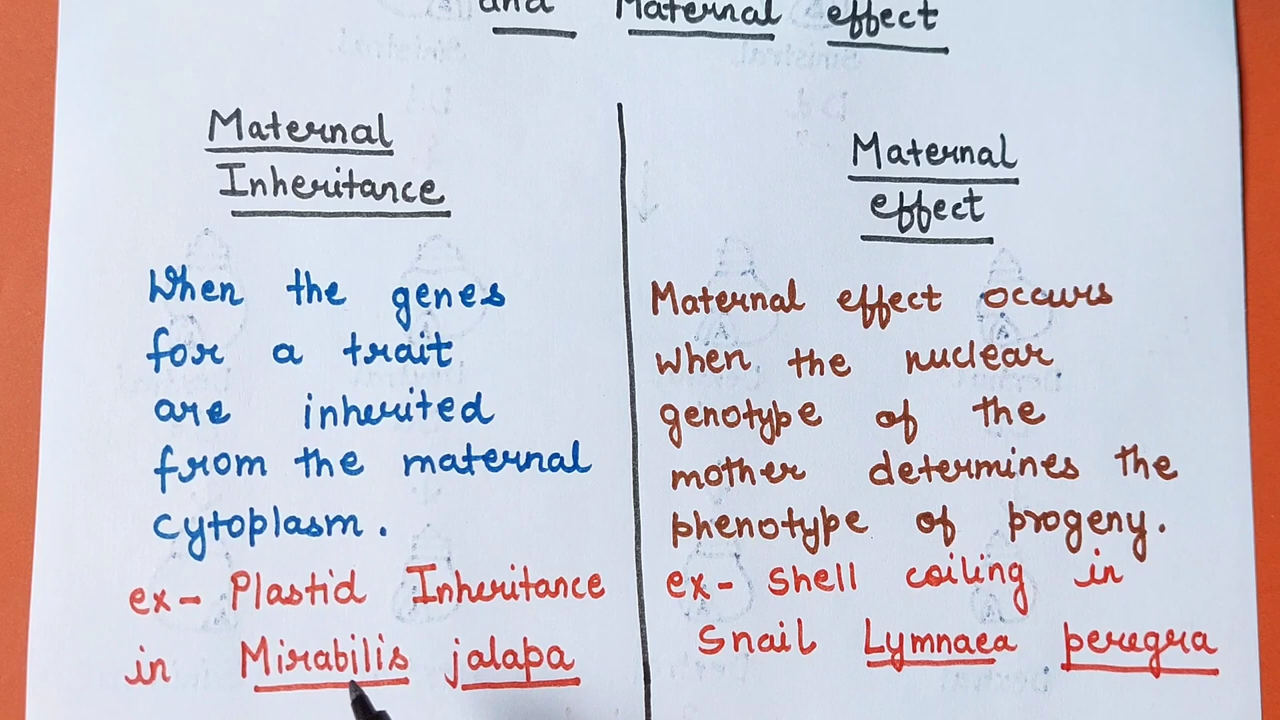 and Maternal effect
Maternal
Inheritance
When the genes
for a trait
are inherited
from the maternal
cytoplasm.
ex- Plastid Inheritance
in Mirabilis jalapa
Maternal
effect
Maternal effect occurs
when the nuclear
genotype of the
mother determines the
phenotype of progeny.
ex- Shell coiling in
Snail Lymnaea peregra